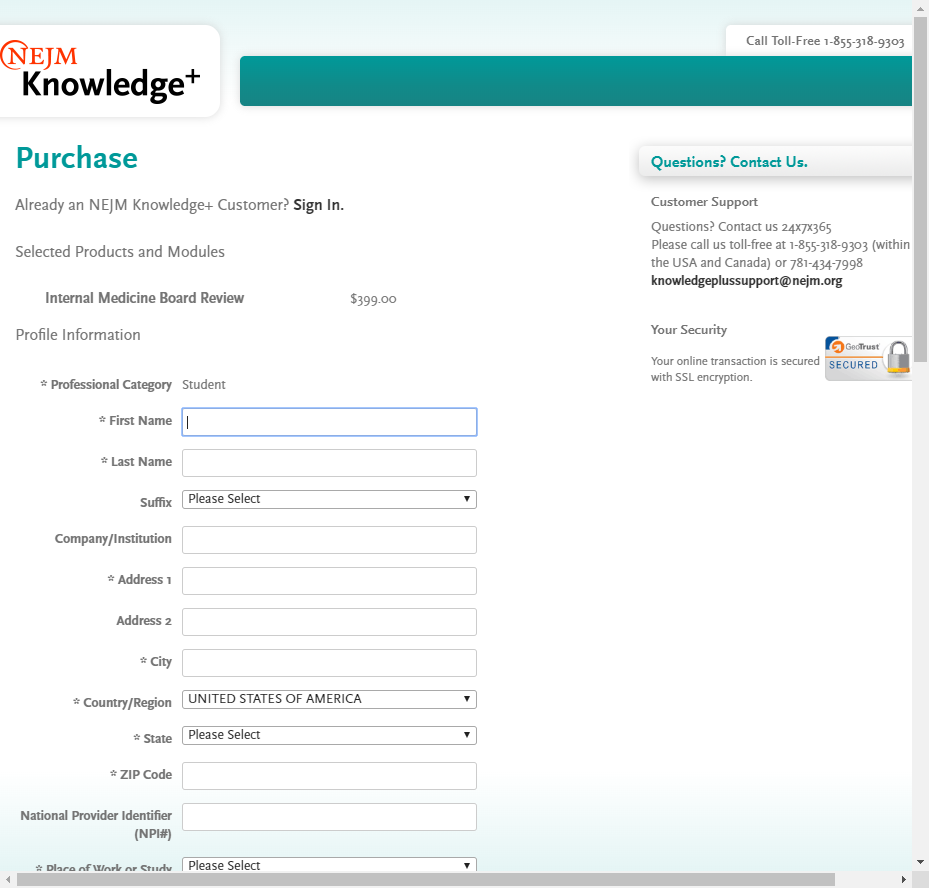 Call Toll-Free 1-855-318-9303
NEJM
Knowledge+
Purchase
Already an NEJM Knowledge+ Customer? Sign In.
Selected Products and Modules
Internal Medicine Board Review $399.00
Profile Information
* Professional Category Student
* First Name
* Last Name
Suffix Please Select
Company/Institution
* Address 1
Address 2
* City
* Country/Region UNITED STATES OF AMERICA
* State Please Select
* ZIP Code
National Provider Identifier
(NPI#)
* Place of Work or Study Please Select
Questions? Contact Us.
Customer Support
Questions? Contact us 24x7x365
Please call us toll-free at 1-855-318-9303 (within
the USA and Canada) or 781-434-7998
knowledgeplussupport@nejm.org
Your Security
Your online transaction is secured
with SSL encryption.
GeoTrust
SECURED